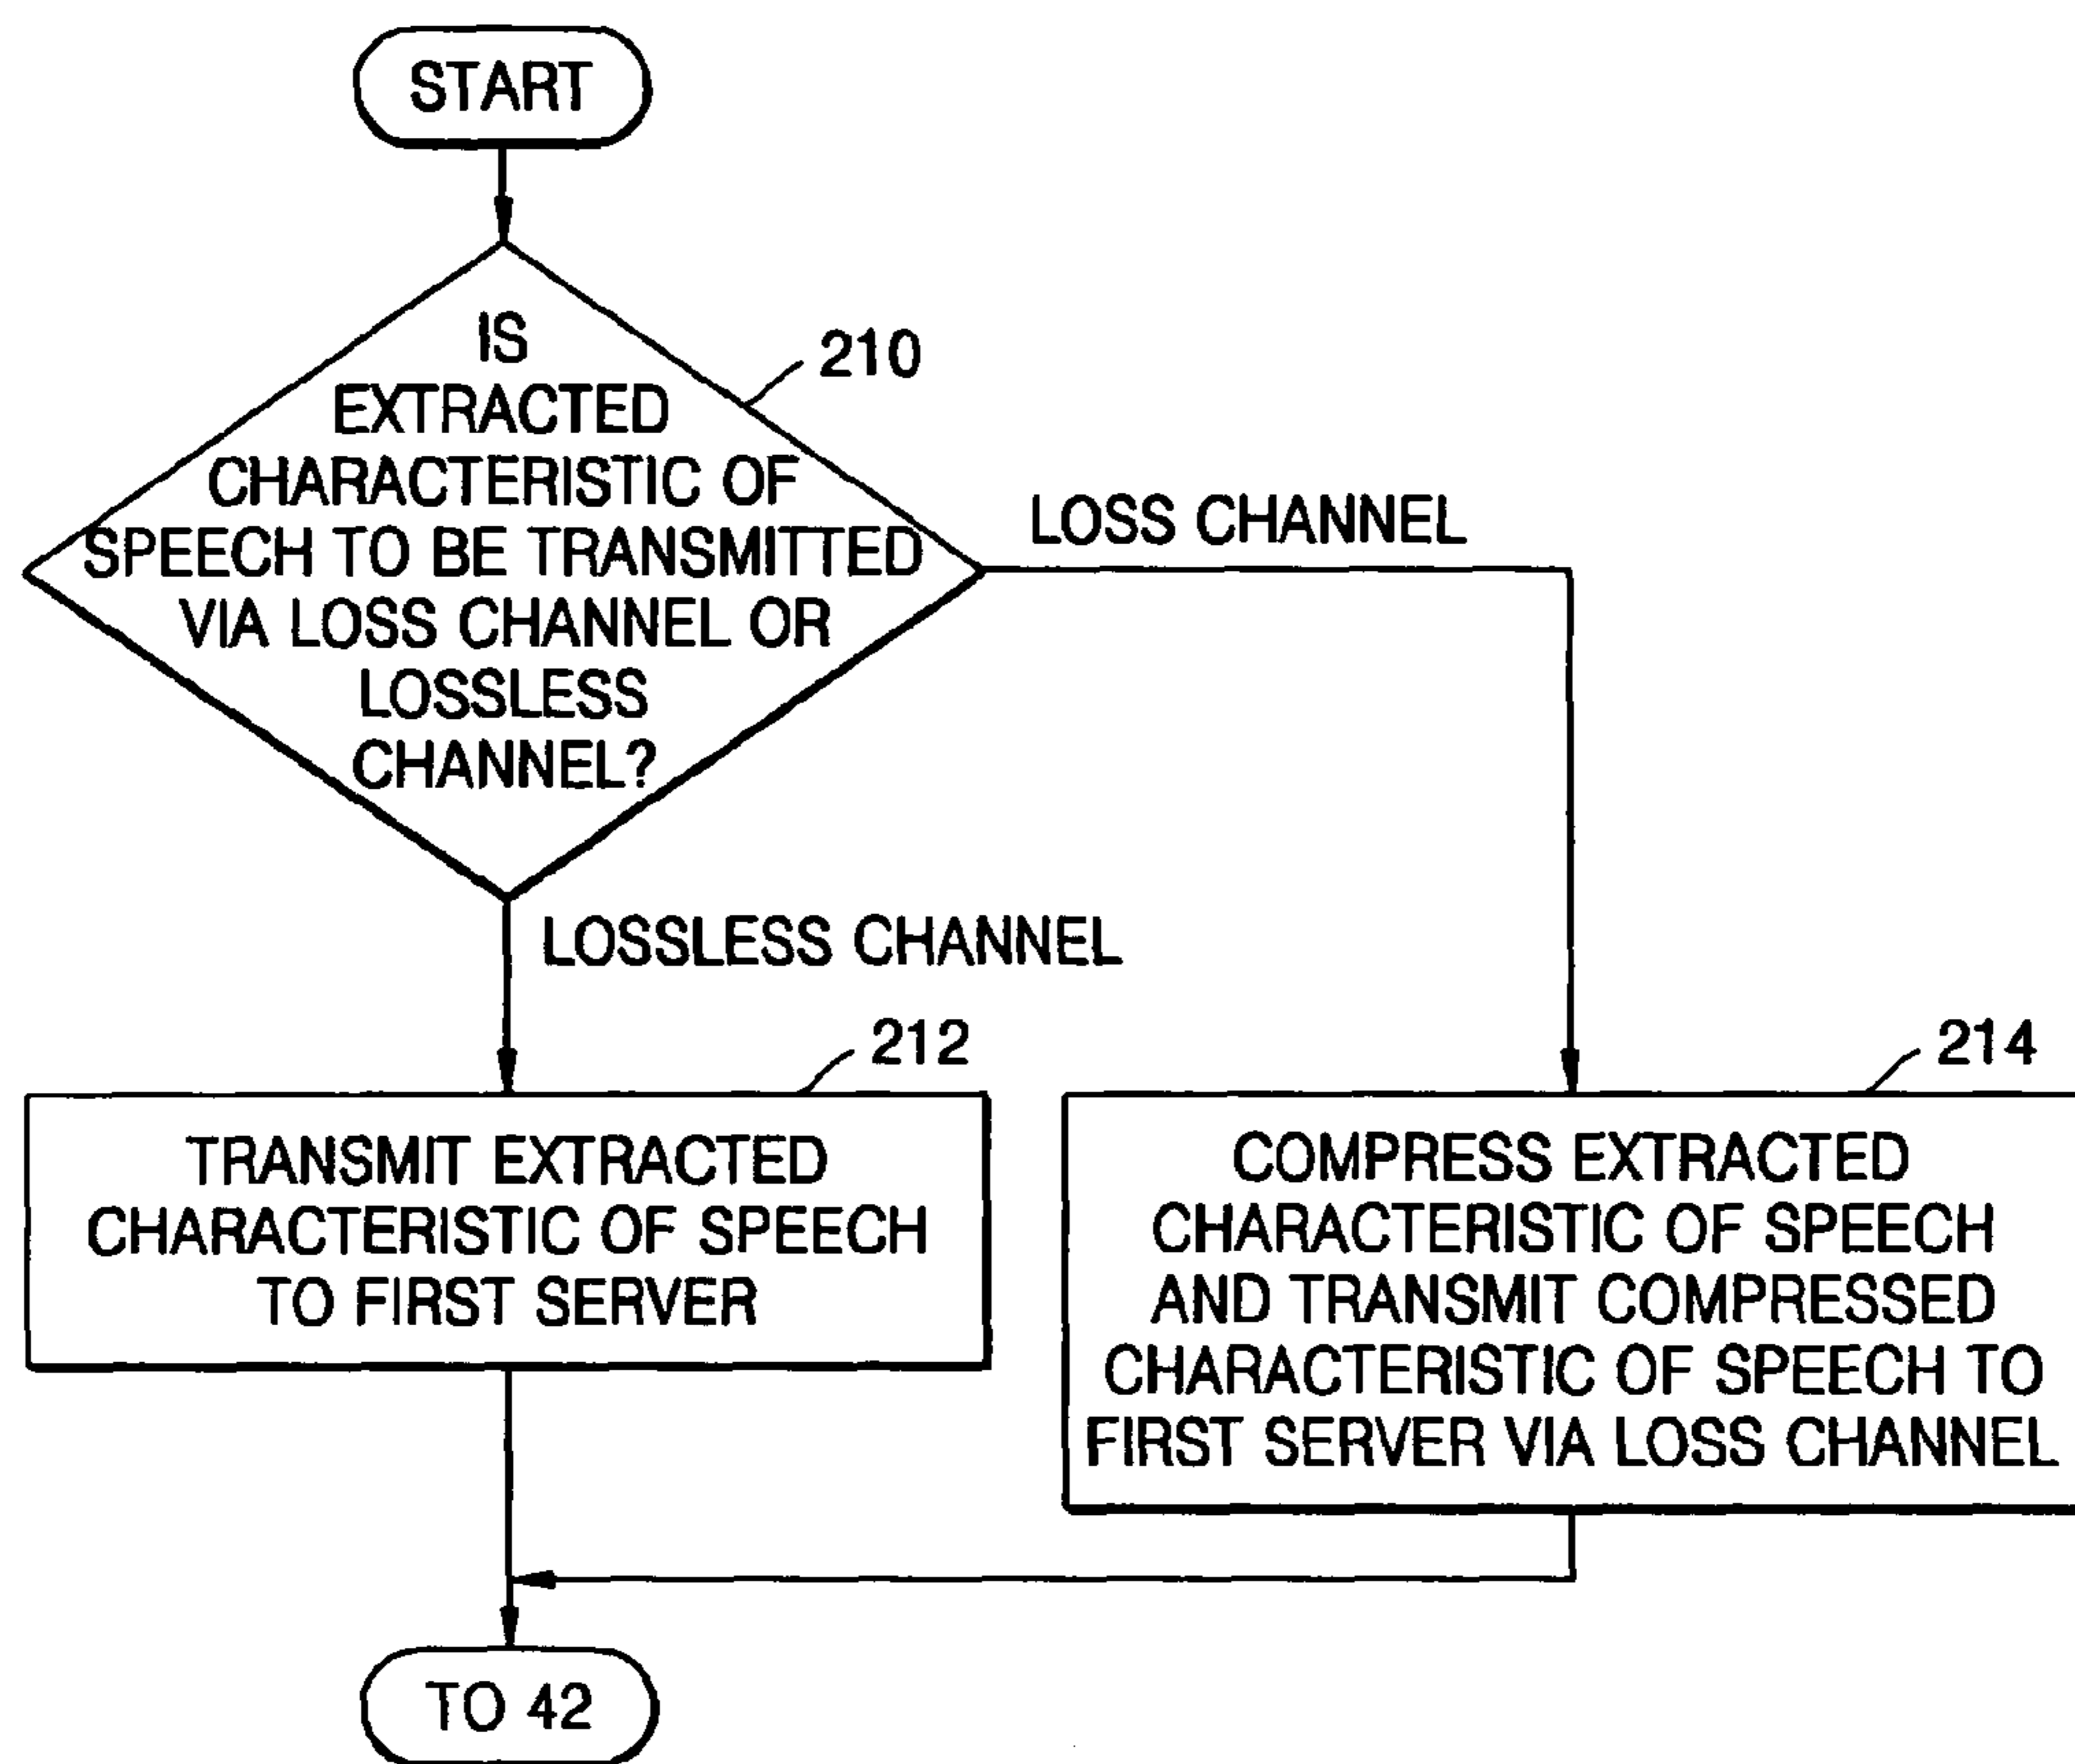 START
IS
EXTRACTED
CHARACTERISTIC OF
SPEECH TO BE TRANSMITTED
VIA LOSS CHANNEL OR
LOSSLESS
CHANNEL?
210
LOSS CHANNEL
LOSSLESS CHANNEL
212
TRANSMIT EXTRACTED
CHARACTERISTIC OF SPEECH
TO FIRST SERVER
214
COMPRESS EXTRACTED
CHARACTERISTIC OF SPEECH
AND TRANSMIT COMPRESSED
CHARACTERISTIC OF SPEECH TO
FIRST SERVER VIA LOSS CHANNEL
TO 42